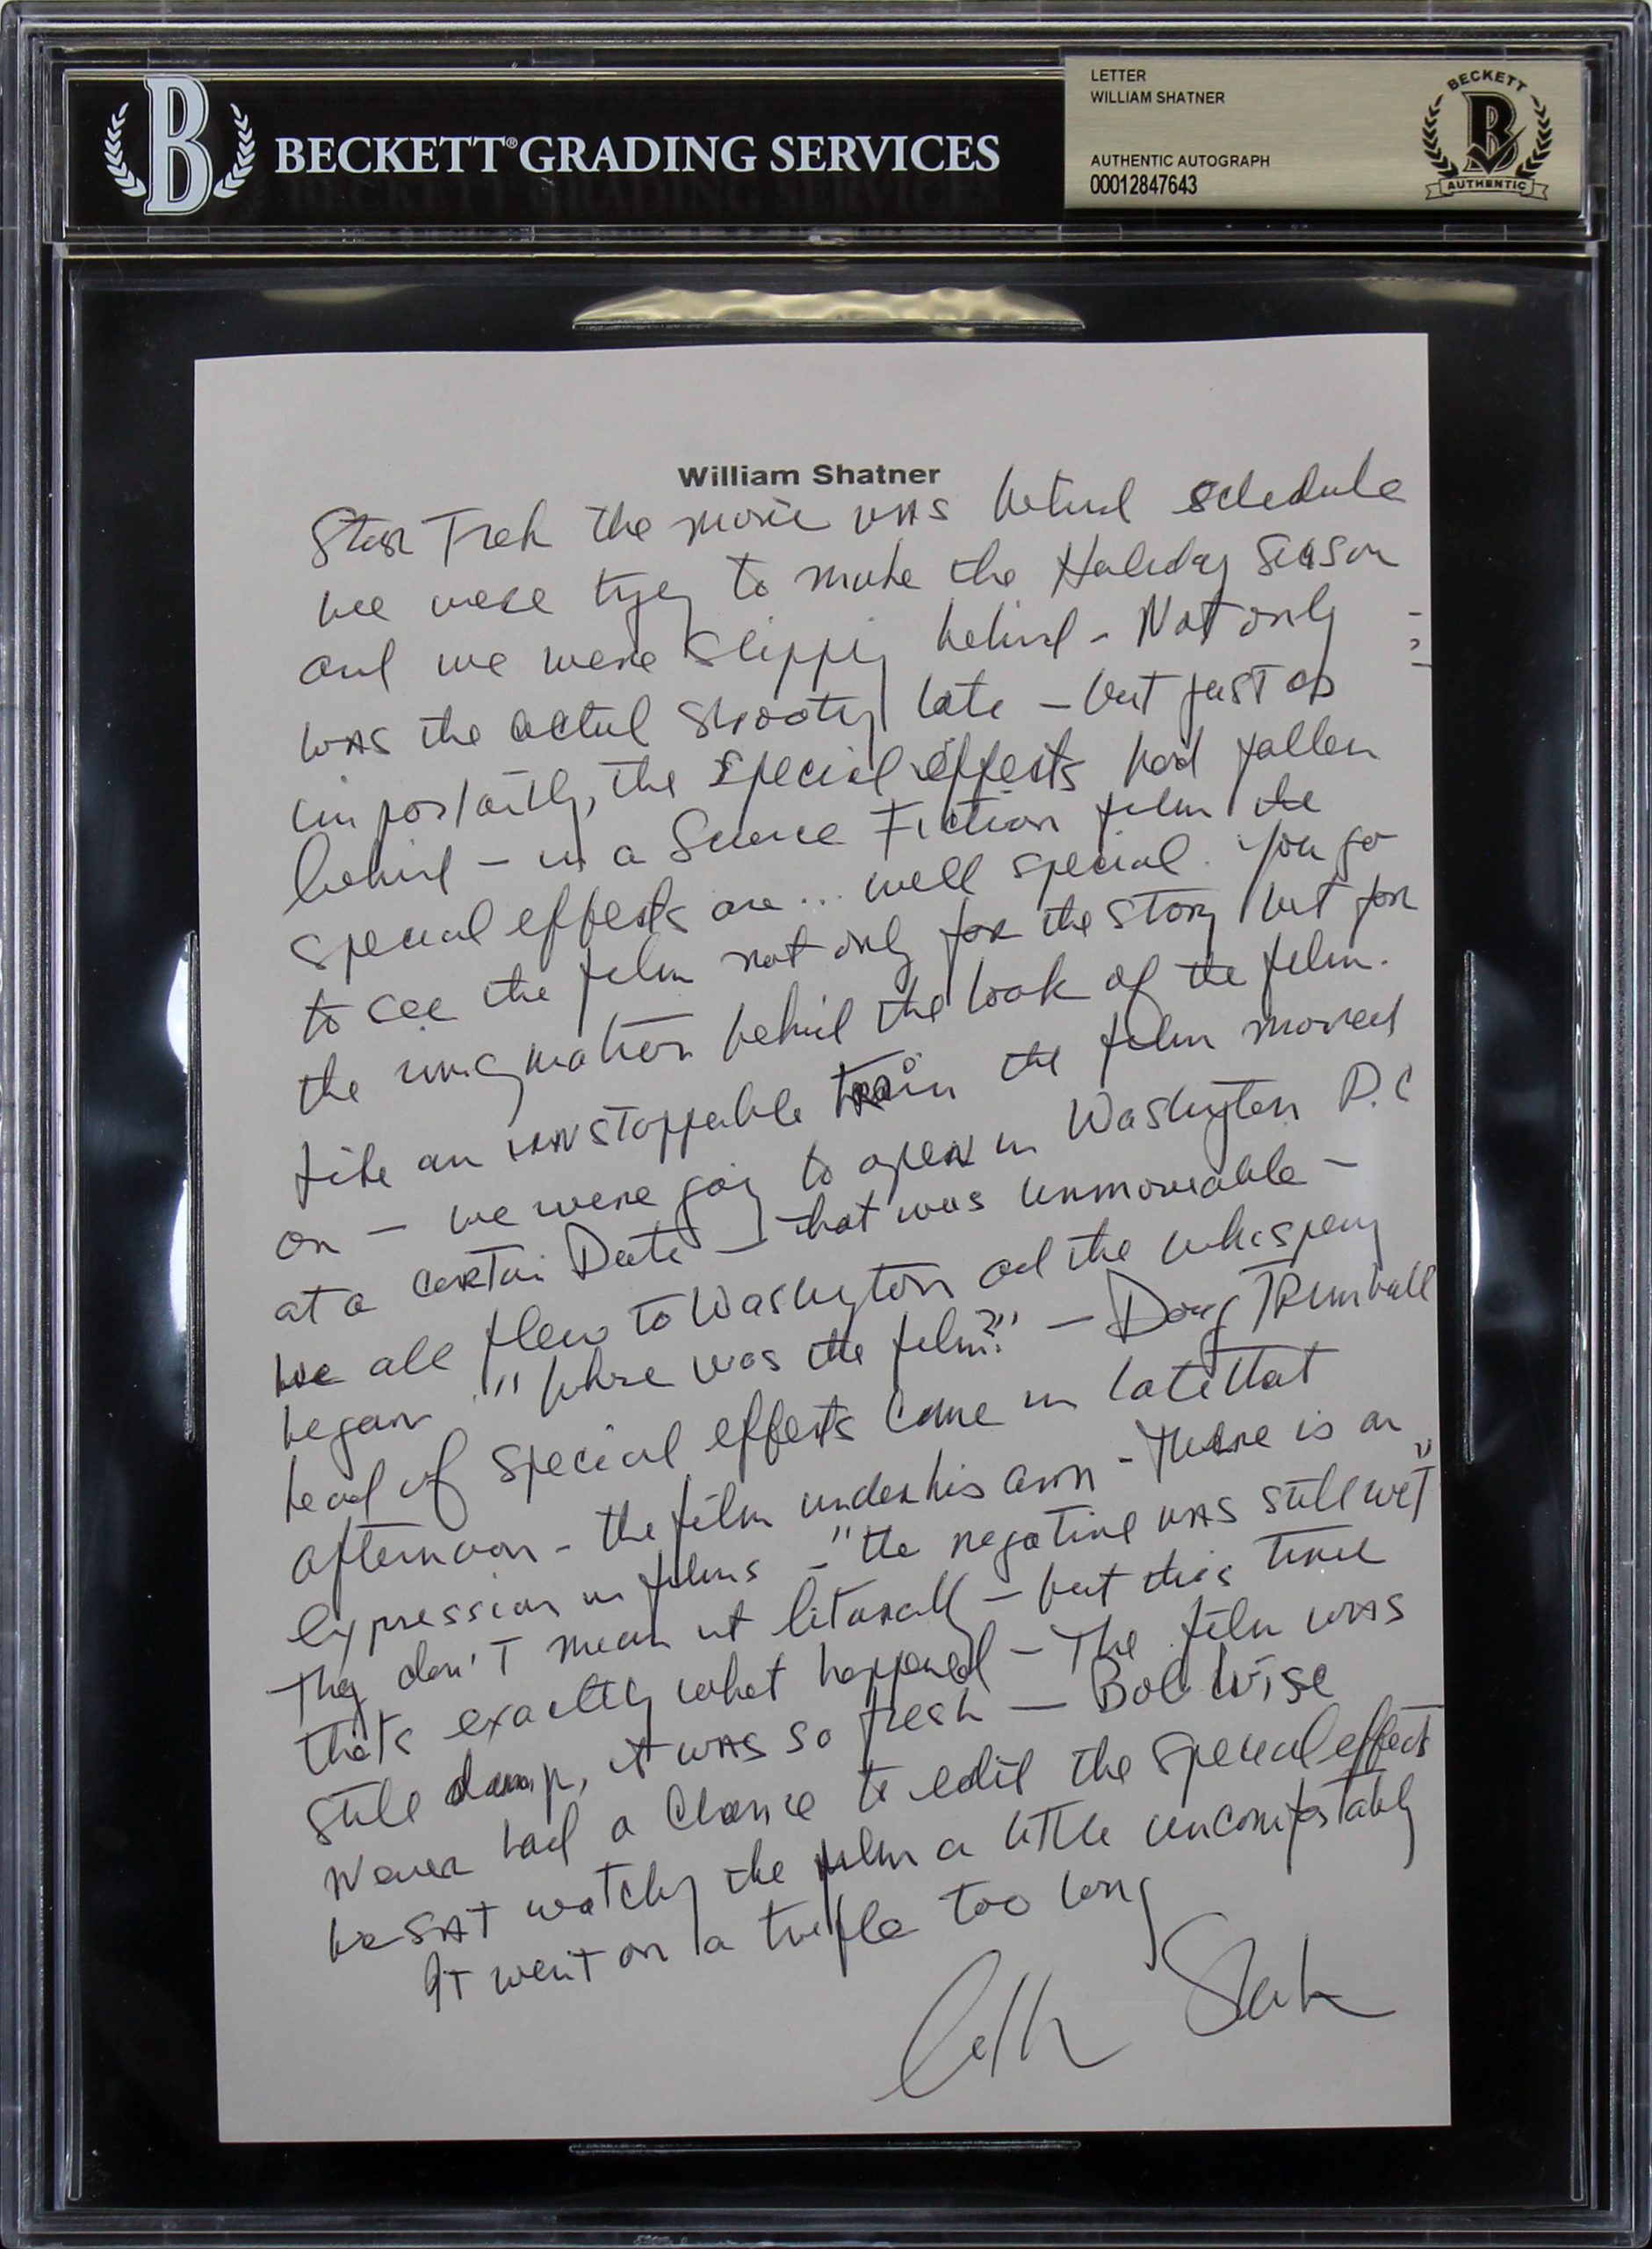 BECKETT
B
BECKETT® GRADING SERVICES
LETTER
WILLIAM SHATNER
AUTHENTIC AUTOGRAPH
00012847643
BECKETT
B
AUTHENTIC
William Shatner
Star Trek the movie was behind schedule
we were trying to make the Holiday Season
and we were slipping behind - Not only
was the actual shooting late - but just as
importantly, the special effects had fallen
behind - in a Science Fiction film the
special effects are... well special. You go
to see the film not only for the story but for
the imagination behind the look of the film.
Like an unstoppable train the film moved
on - we were going to open in Washington D.C
at a certain Date - that was unmoveable -
we all flew to Washington and the whispering
began "Where was the film?" - Doug Trumbull
head of special effects came in late that
afternoon - the film under his arm - There is an
expression in films - "the negative was still wet"
They don't mean it literally - but this time
that's exactly what happened - The film was
still damp, it was so fresh - Bob Wise
Never had a chance to edit the special effects
he sat watching the film a little uncomfortably
It went on a trifle too long